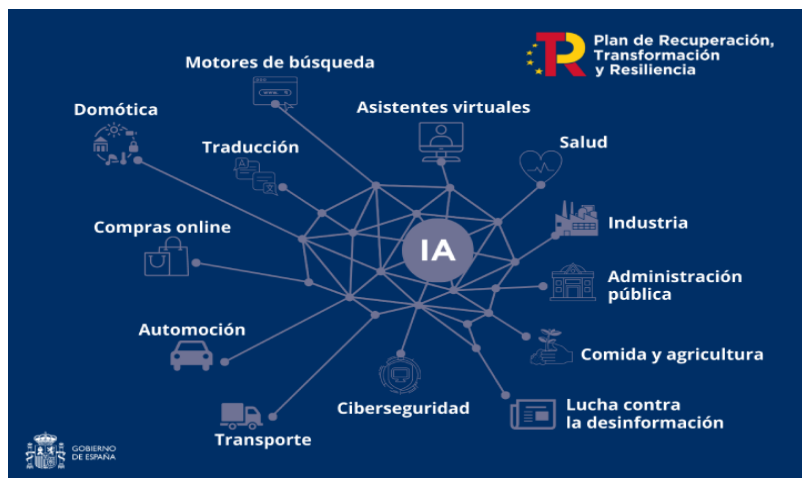 Plan de Recuperación,
Transformación
y Resiliencia
Motores de búsqueda
Domótica
Asistentes virtuales
Traducción
Salud
Compras online
Industria
IA
Administración
pública
Automoción
Comida y agricultura
Ciberseguridad
Lucha contra
la desinformación
Transporte
GOBIERNO
DE ESPAÑA